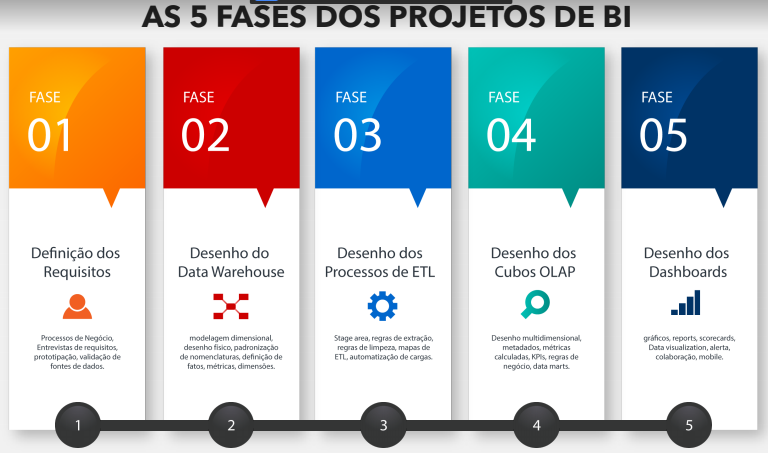 AS 5 FASES DOS PROJETOS DE BI
FASE
01
Definição dos
Requisitos
Processos de Negócio,
Entrevistas de requisitos,
prototipação, validação de
fontes de dados.
1
FASE
02
Desenho do
Data Warehouse
modelagem dimensional,
desenho físico, padronização
de nomenclaturas, definição de
fatos, métricas, dimensões.
2
FASE
03
Desenho dos
Processos de ETL
Stage area, regras de extração,
regras de limpeza, mapas de
ETL, automatização de cargas.
3
FASE
04
Desenho dos
Cubos OLAP
Desenho multidimensional,
metadados, métricas
calculadas, KPIs, regras de
negócio, data marts.
4
FASE
05
Desenho dos
Dashboards
gráficos, reports, scorecards,
Data visualization, alerta,
colaboração, mobile.
5